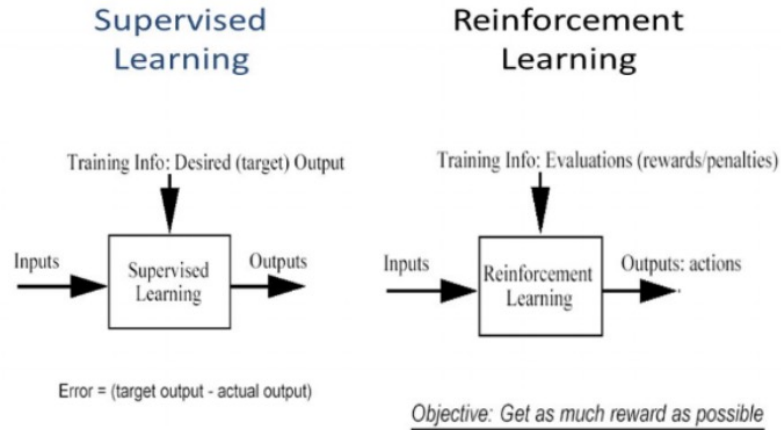 Supervised
Learning
Training Info: Desired (target) Output
Inputs
Supervised
Learning
Outputs
Error = (target output - actual output)
Reinforcement
Learning
Training Info: Evaluations (rewards/penalties)
Inputs
Reinforcement
Learning
Outputs: actions
Objective: Get as much reward as possible